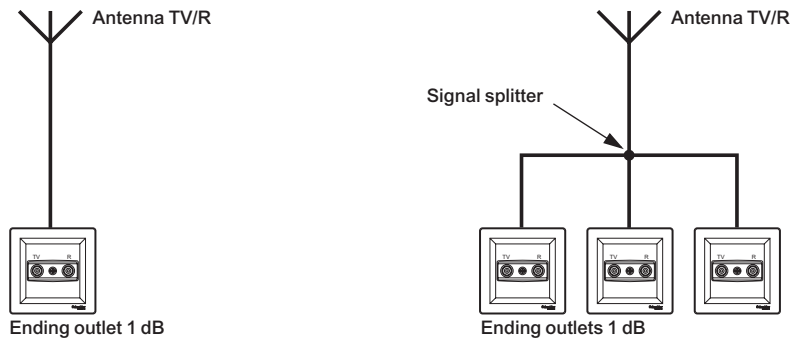 Antenna TV/R
Antenna TV/R
Signal splitter
TV R
TV R
TV R
TV R
Ending outlet 1 dB
Ending outlets 1 dB